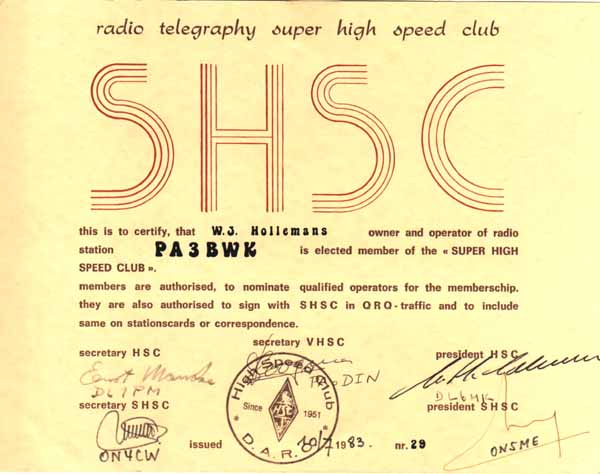 radio telegraphy super high speed club
SHSC
this is to certify, that W.J. Hollemans owner and operator of radio
station PA3BWK is elected member of the « SUPER HIGH
SPEED CLUB ».
members are authorised, to nominate qualified operators for the memberschip.
they are also authorised to sign with SHSC in QRQ-traffic and to include
same on stationscards or correspondence.
secretary VHSC
secretary HSC president HSC
DL1PM DIN DL6MK
secretary SHSC president SHSC
High Speed Club
Since 1951
D.A.R.
ON4CW issued 10/7 1983. nr. 29 ON5ME